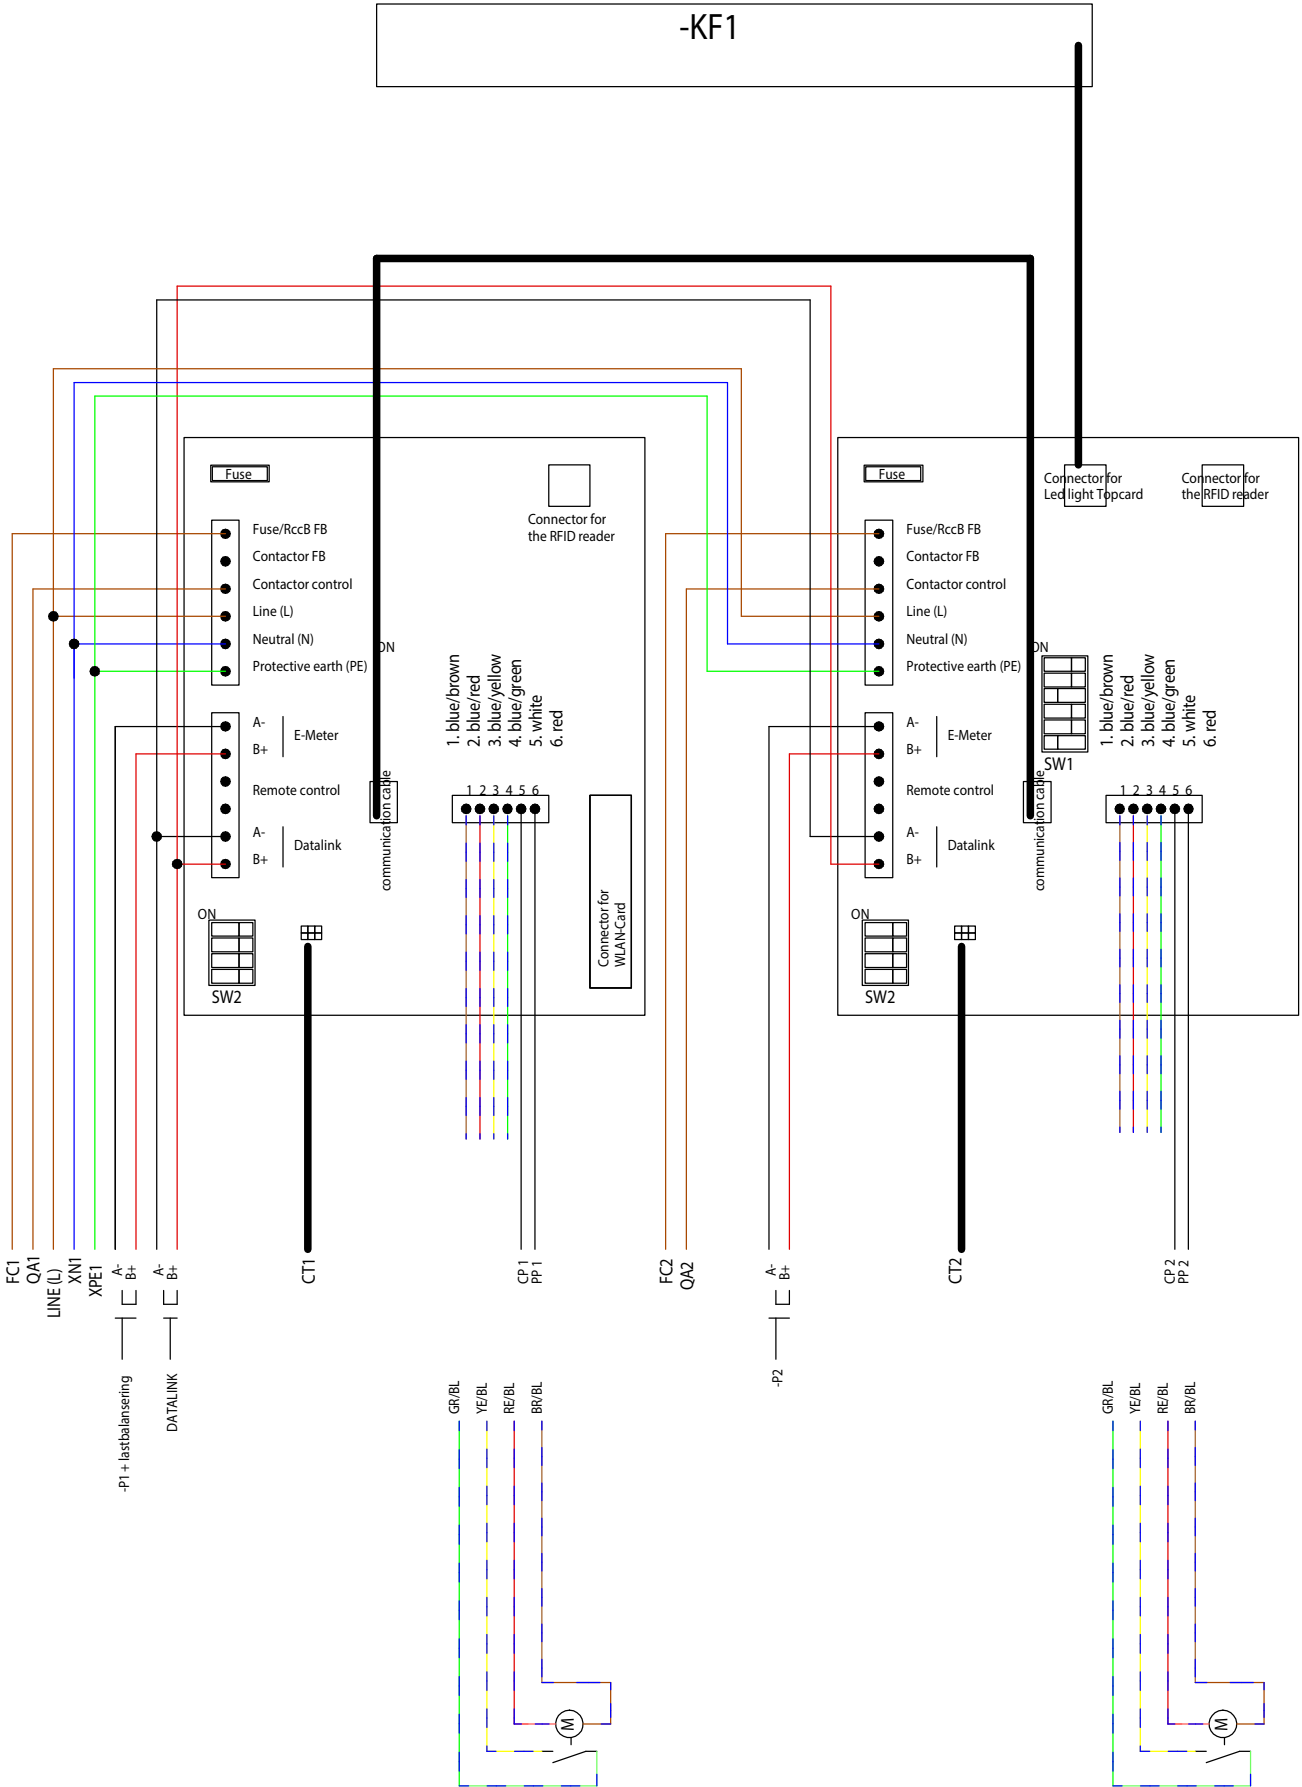 -KF1
Fuse
Connector for
the RFID reader
Fuse/RccB FB
Contactor FB
Contactor control
Line (L)
Neutral (N)
Protective earth (PE)
ON
A-
B+
E-Meter
Remote control
A-
B+
Datalink
communication cable
1. blue/brown
2. blue/red
3. blue/yellow
4. blue/green
5. white
6. red
1 2 3 4 5 6
Connector for
WLAN-Card
ON
SW2
Fuse
Connector for
Led light Topcard
Connector for
the RFID reader
Fuse/RccB FB
Contactor FB
Contactor control
Line (L)
Neutral (N)
Protective earth (PE)
ON
SW1
A-
B+
E-Meter
Remote control
A-
B+
Datalink
communication cable
1. blue/brown
2. blue/red
3. blue/yellow
4. blue/green
5. white
6. red
1 2 3 4 5 6
ON
SW2
FC1
QA1
LINE (L)
XN1
XPE1
A-
B+
A-
B+
-P1 + lastbalansering
DATALINK
CT1
CP 1
PP 1
FC2
QA2
A-
B+
-P2
CT2
CP 2
PP 2
GR/BL
YE/BL
RE/BL
BR/BL
M
GR/BL
YE/BL
RE/BL
BR/BL
M